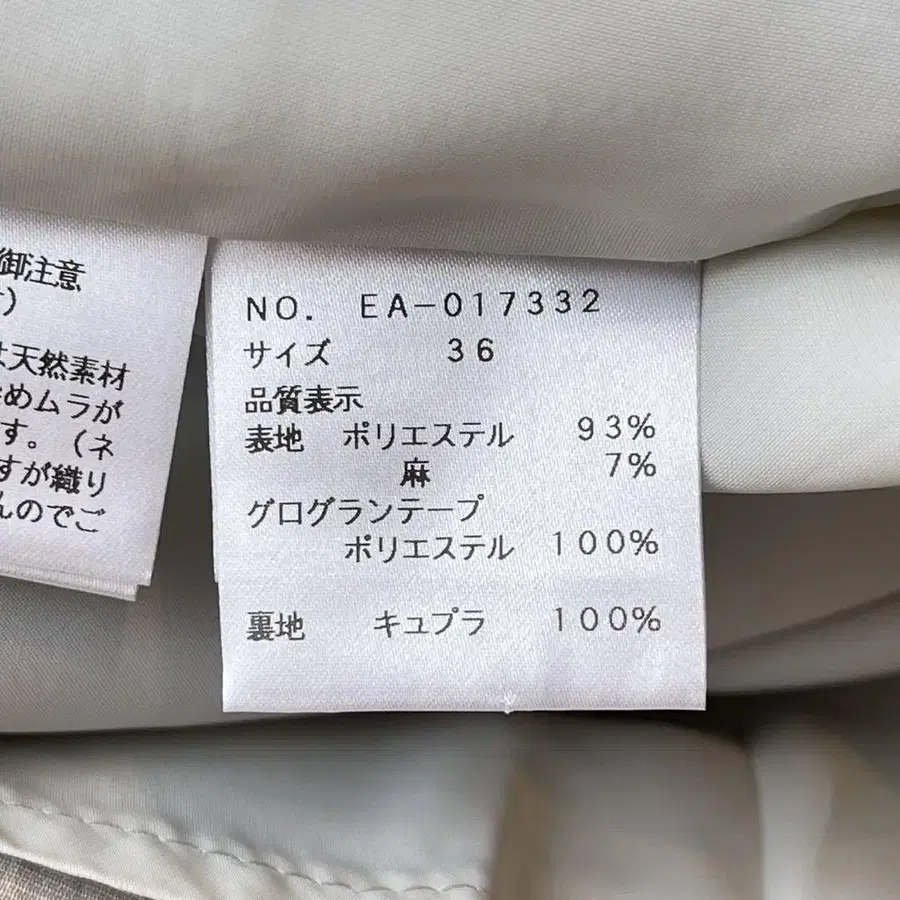 御注意
は天然素材
めムラが
す。（ネ
すが織り
んのでご
NO. EA-017332
サイズ 36
品質表示
表地 ポリエステル 93%
麻 7%
グログランテープ
ポリエステル 100%
裏地 キュプラ 100%